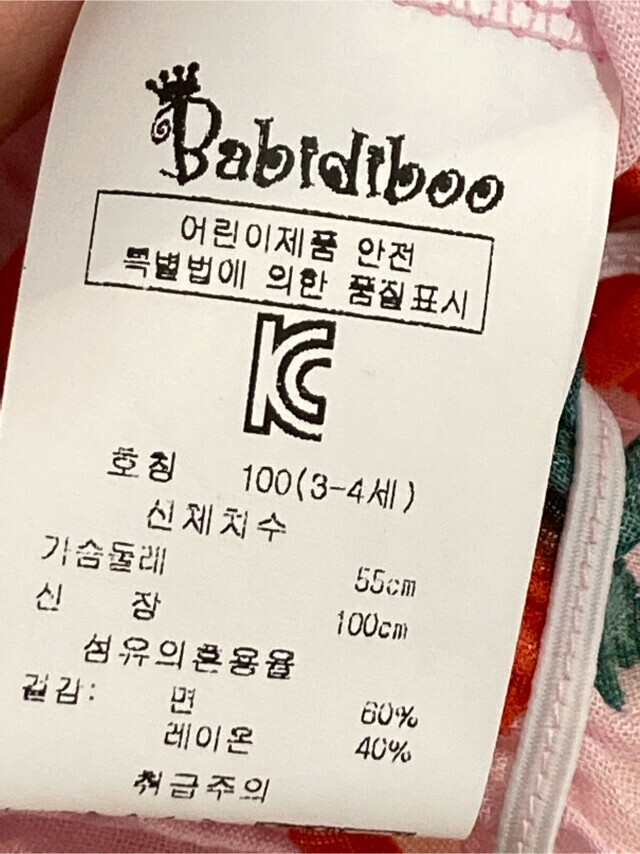 Babidiboo
어린이제품 안전
특별법에 의한 품질표시
KC
호칭 100(3-4세)
신체치수
가슴둘레 55cm
신 장 100cm
섬유의혼용율
겉감: 면 60%
레이온 40%
취급주의